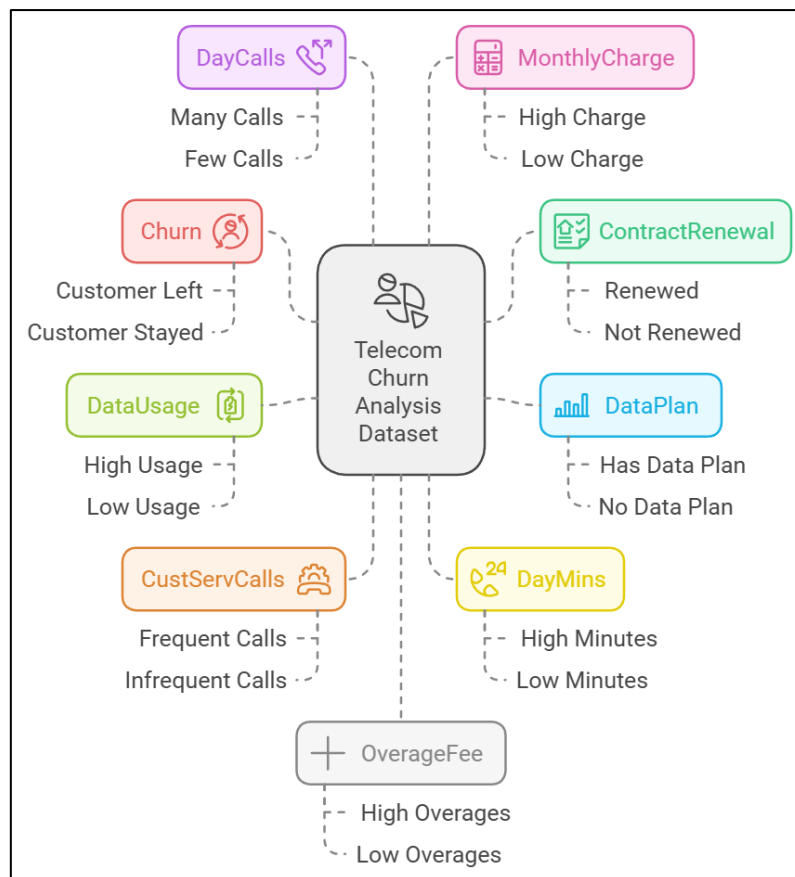 DayCalls
Many Calls
Few Calls
MonthlyCharge
High Charge
Low Charge
Churn
Customer Left
Customer Stayed
ContractRenewal
Renewed
Not Renewed
Telecom
Churn
Analysis
Dataset
DataUsage
High Usage
Low Usage
DataPlan
Has Data Plan
No Data Plan
CustServCalls
Frequent Calls
Infrequent Calls
24
DayMins
High Minutes
Low Minutes
OverageFee
High Overages
Low Overages